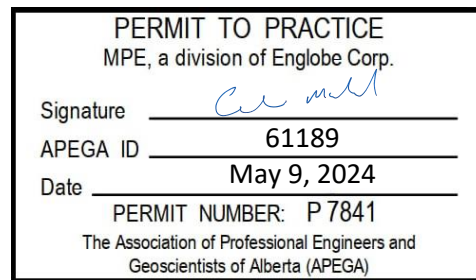 PERMIT TO PRACTICE
MPE, a division of Englobe Corp.
Signature
APEGA ID 61189
Date May 9, 2024
PERMIT NUMBER: P 7841
The Association of Professional Engineers and
Geoscientists of Alberta (APEGA)